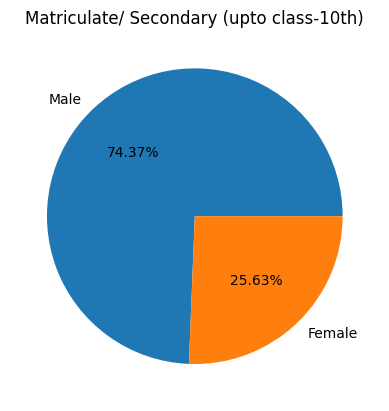 Matriculate/ Secondary (upto class-10th)
Male
74.37%
25.63%
Female